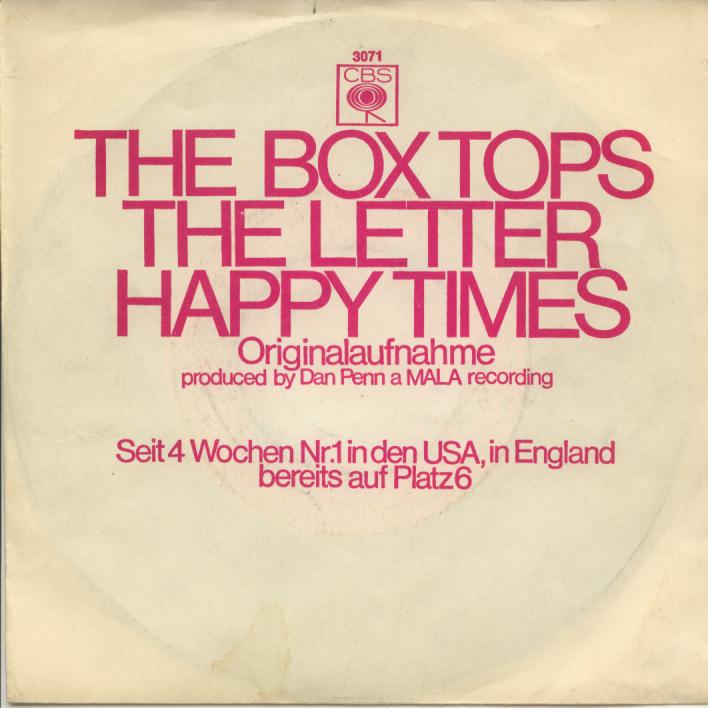 3071
CBS
THE BOX TOPS
THE LETTER
HAPPY TIMES
Originalaufnahme
produced by Dan Penn a MALA recording
Seit 4 Wochen Nr.1 in den USA, in England
bereits auf Platz 6